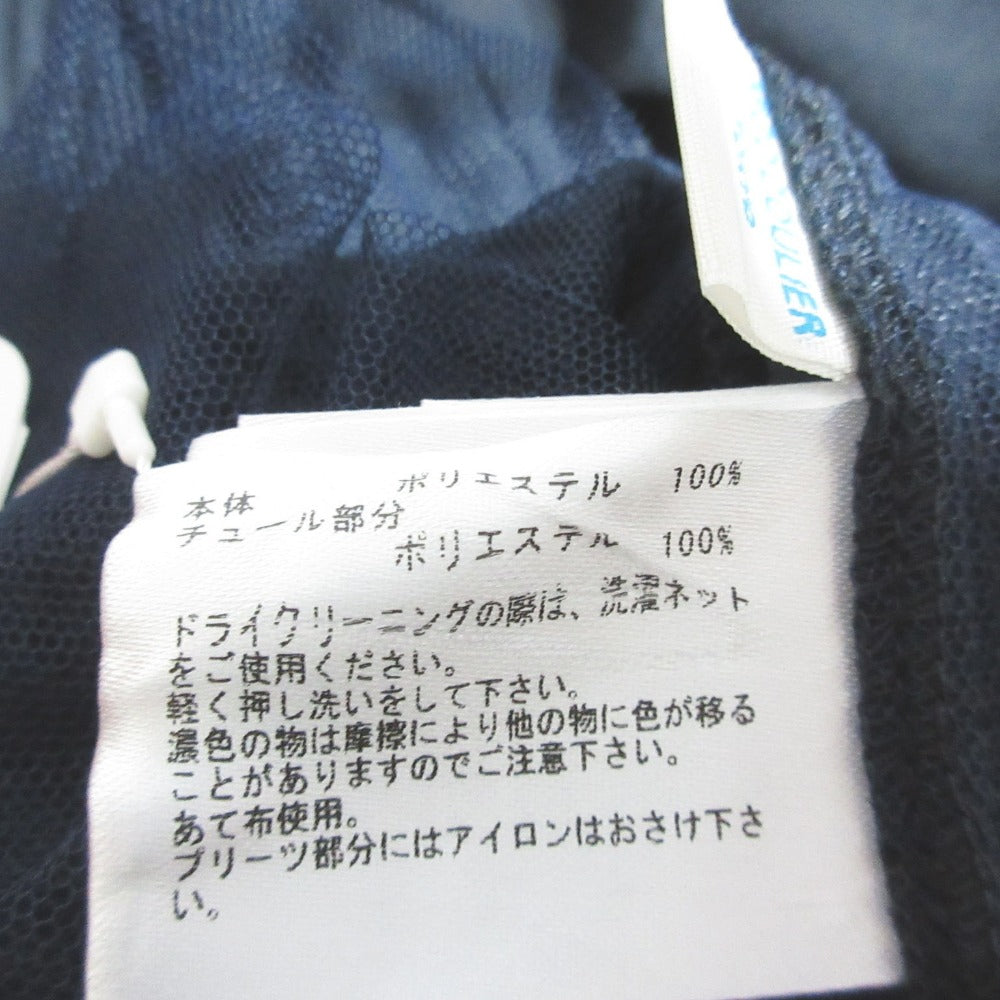 本体 ポリエステル 100%
チュール部分
ポリエステル 100%
ドライクリーニングの際は、洗濯ネット
をご使用ください。
軽く押し洗いをして下さい。
濃色の物は摩擦により他の物に色が移る
ことがありますのでご注意下さい。
あて布使用。
プリーツ部分にはアイロンはおさけ下さ
い。